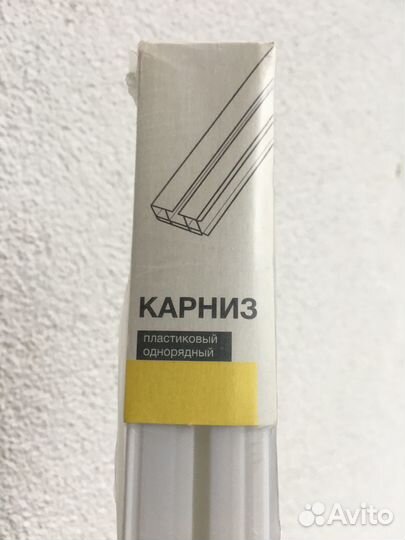 КАРНИЗ
пластиковый
однорядный
Avito